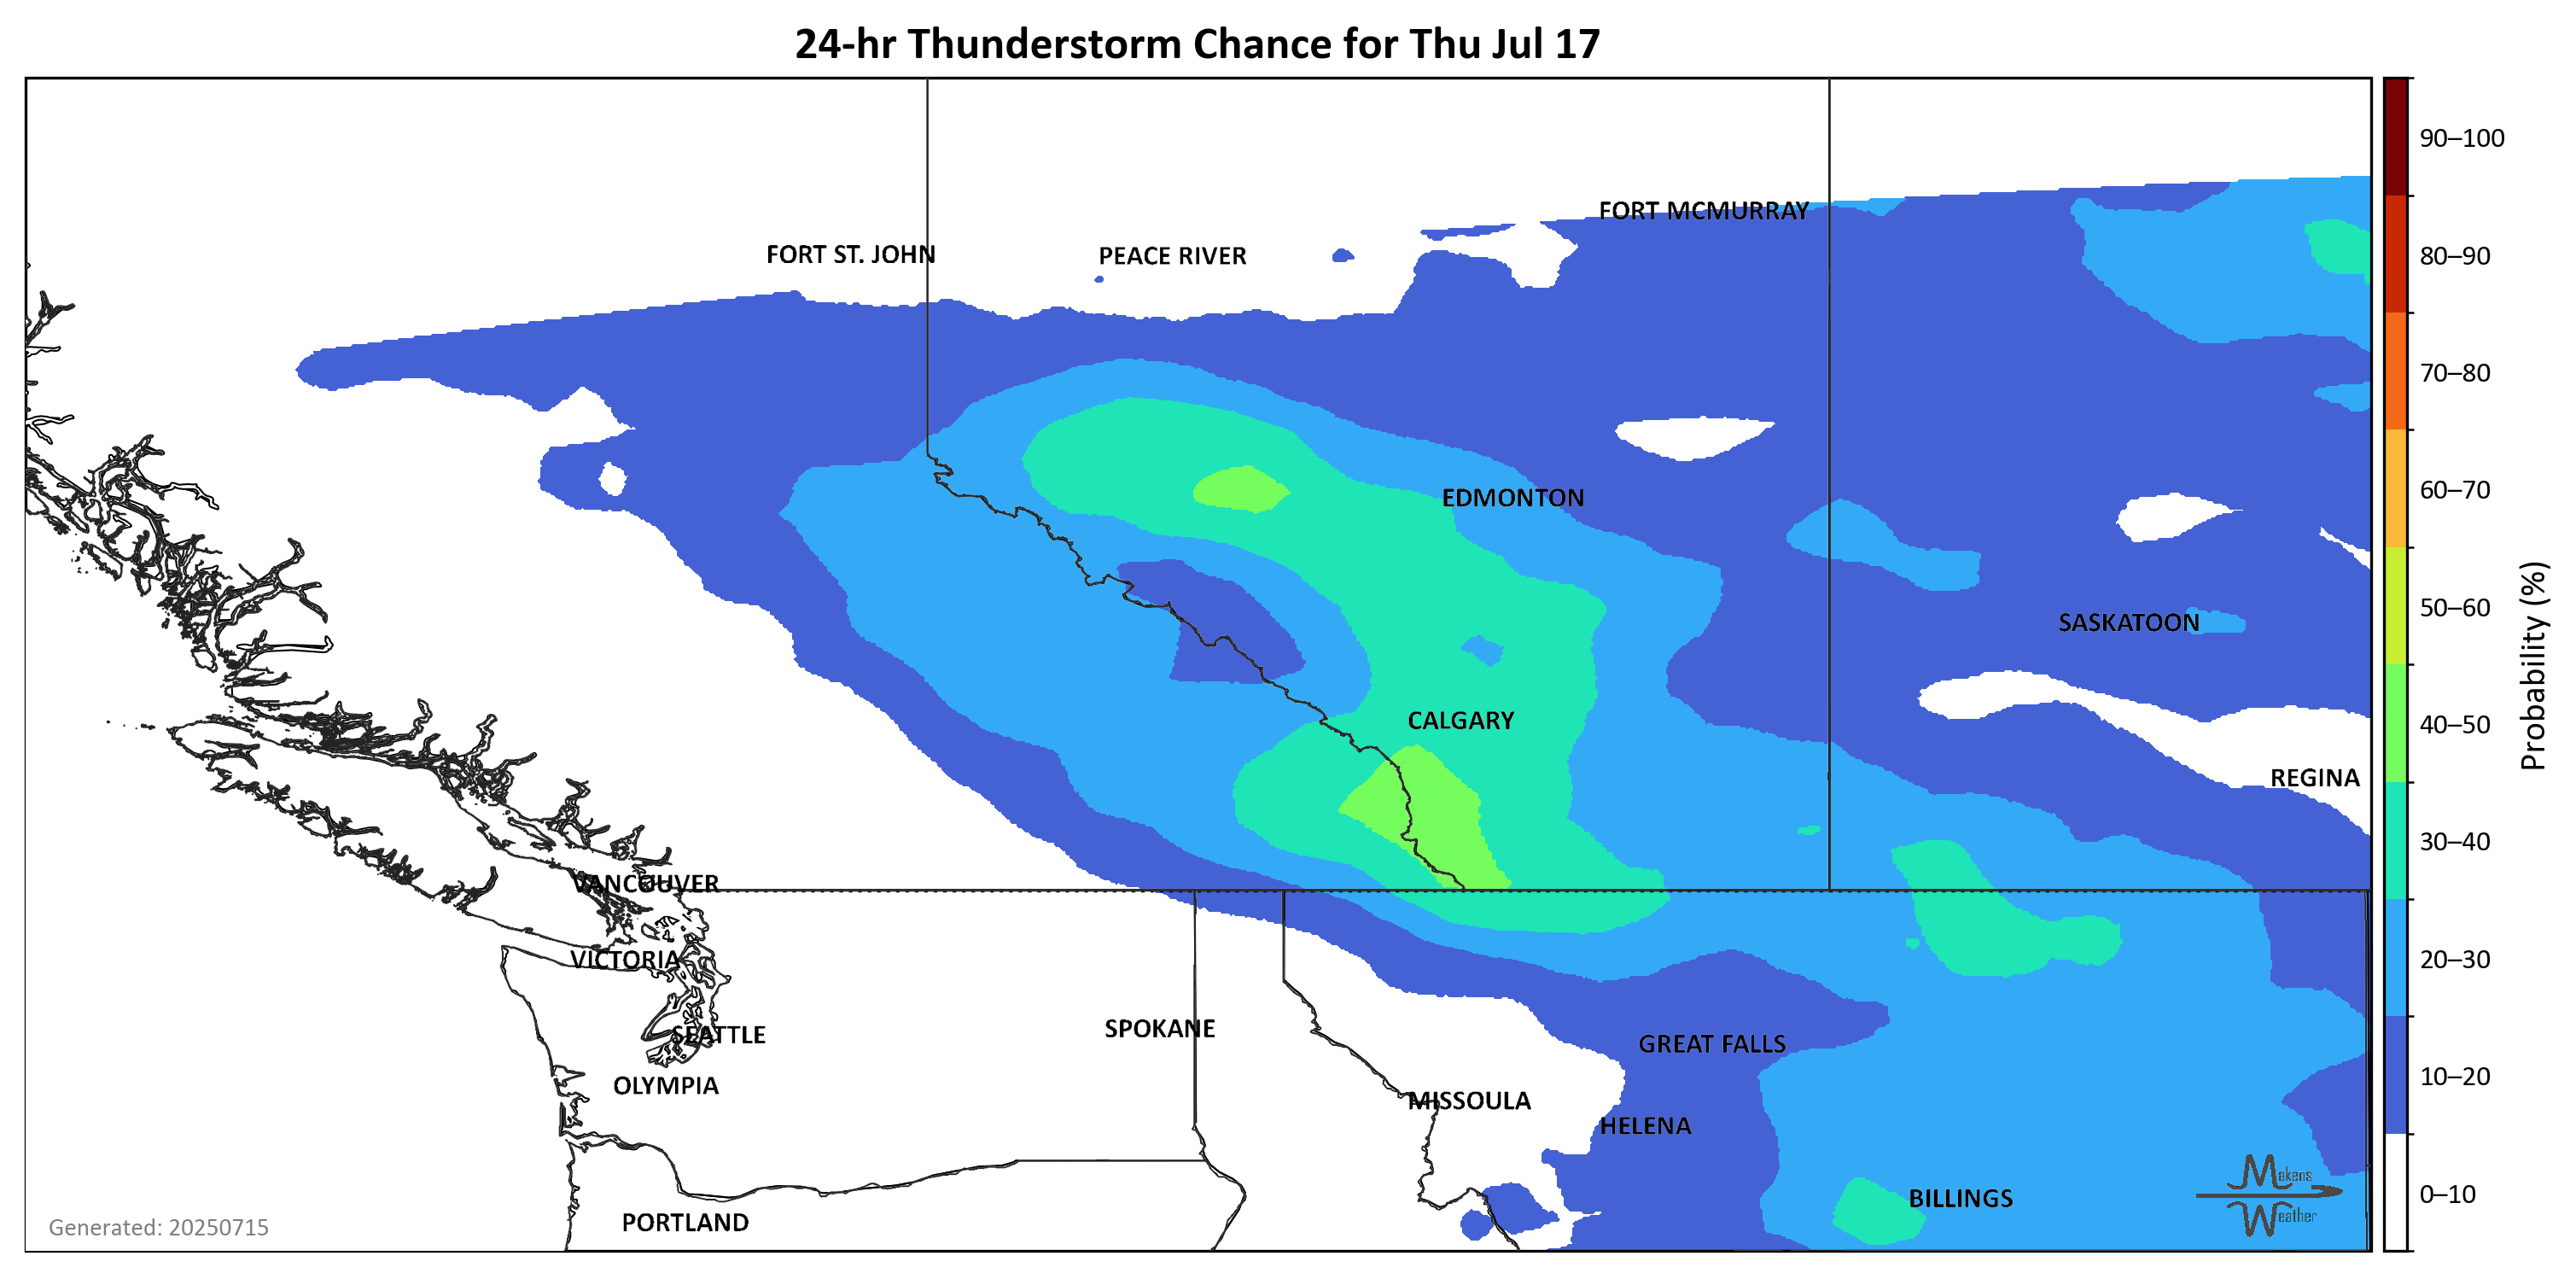 24-hr Thunderstorm Chance for Thu Jul 17
90–100
FORT MCMURRAY
FORT ST. JOHN
PEACE RIVER
80–90
70–80
60–70
EDMONTON
50–60
SASKATOON
Probability (%)
CALGARY
40–50
REGINA
30–40
VANCOUVER
VICTORIA
20–30
SPOKANE
SEATTLE
GREAT FALLS
OLYMPIA
10–20
MISSOULA
HELENA
Makens
Weather
BILLINGS
0–10
PORTLAND
Generated: 20250715